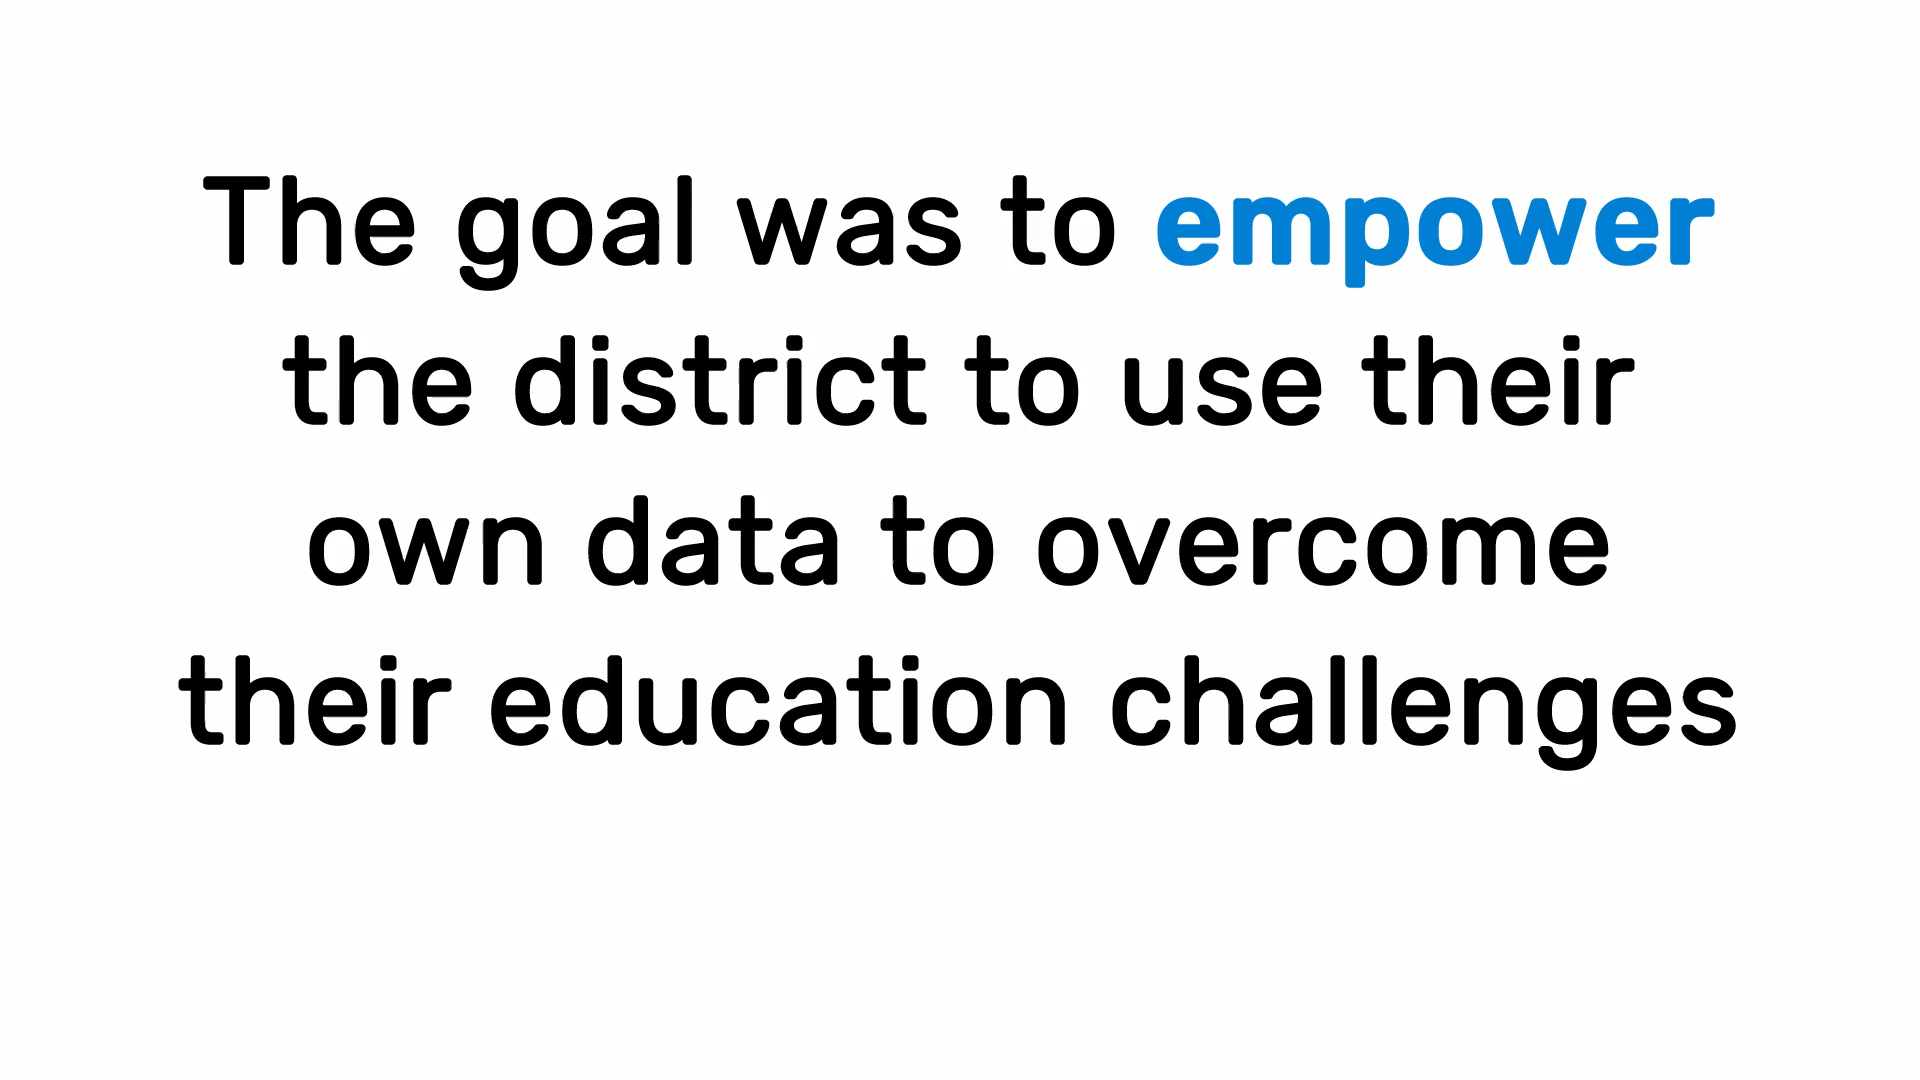 The goal was to empower
the district to use their
own data to overcome
their education challenges